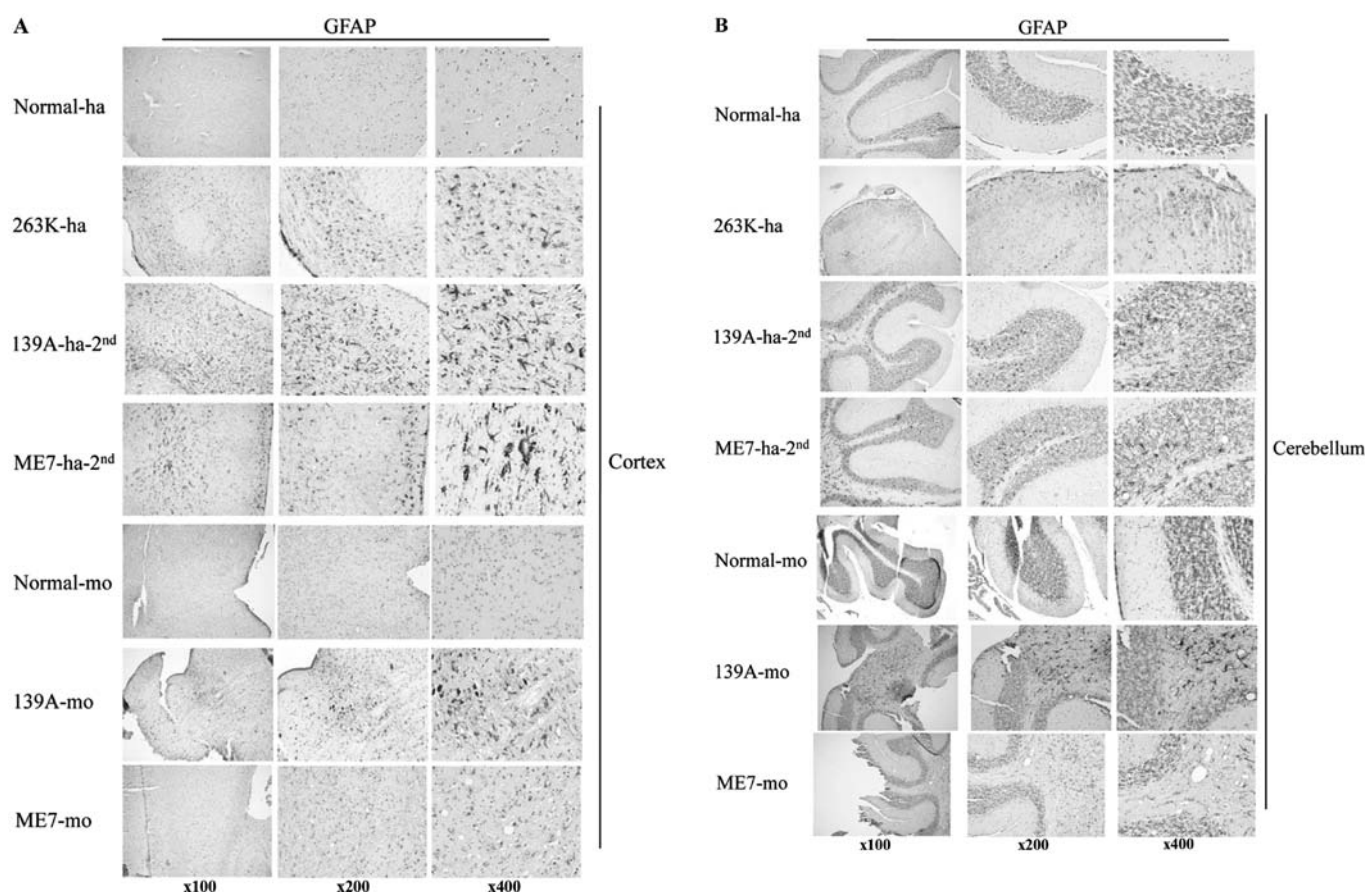 A
GFAP
Normal-ha
263K-ha
139A-ha-2nd
ME7-ha-2nd
Normal-mo
139A-mo
ME7-mo
Cortex
x100 x200 x400
B
GFAP
Normal-ha
263K-ha
139A-ha-2nd
ME7-ha-2nd
Normal-mo
139A-mo
ME7-mo
Cerebellum
x100 x200 x400